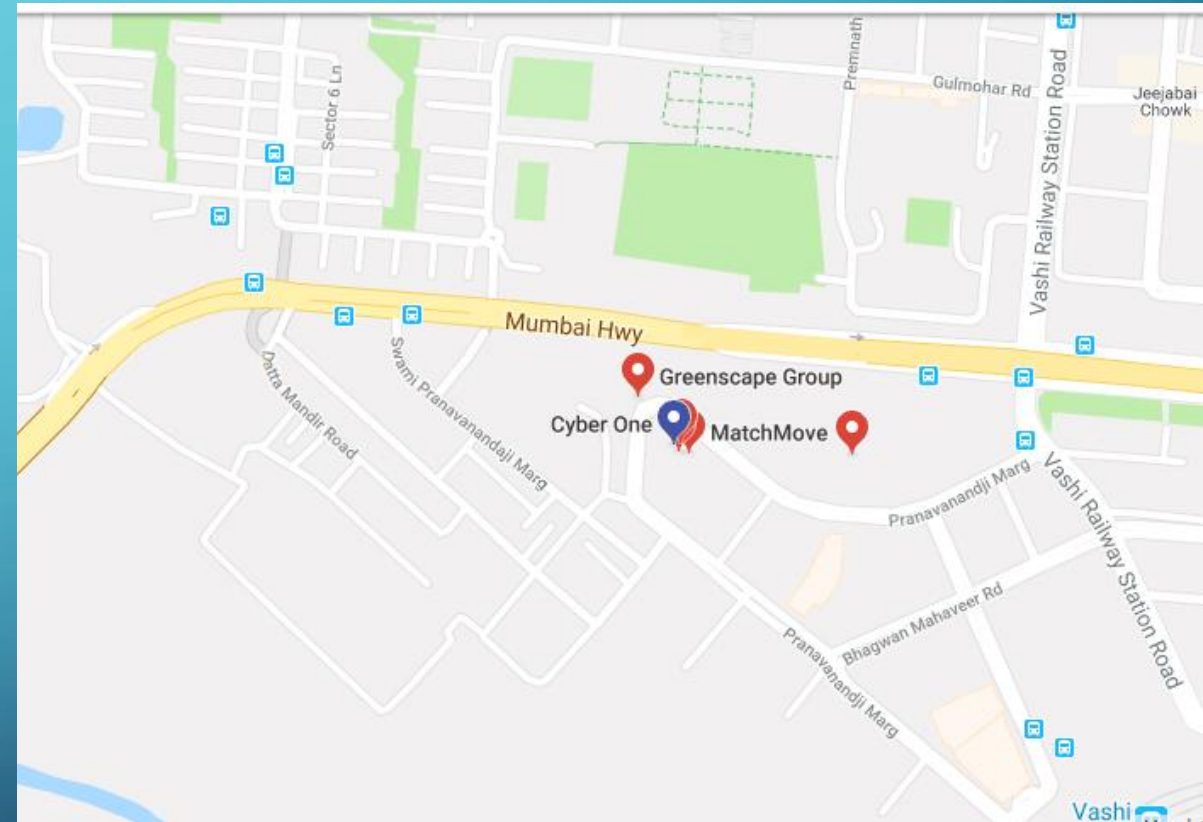 Premnath
Gulmohar Rd
Jeejabai
Chowk
Sector 6 Ln
Vashi Railway Station Road
Mumbai Hwy
Datta Mandir Road
Swami Pranavanandaji Marg
Greenscape Group
Cyber One
MatchMove
Pranavanandji Marg
Vashi Railway Station Road
Bhagwan Mahaveer Rd
Pranavanandji Marg
Vashi